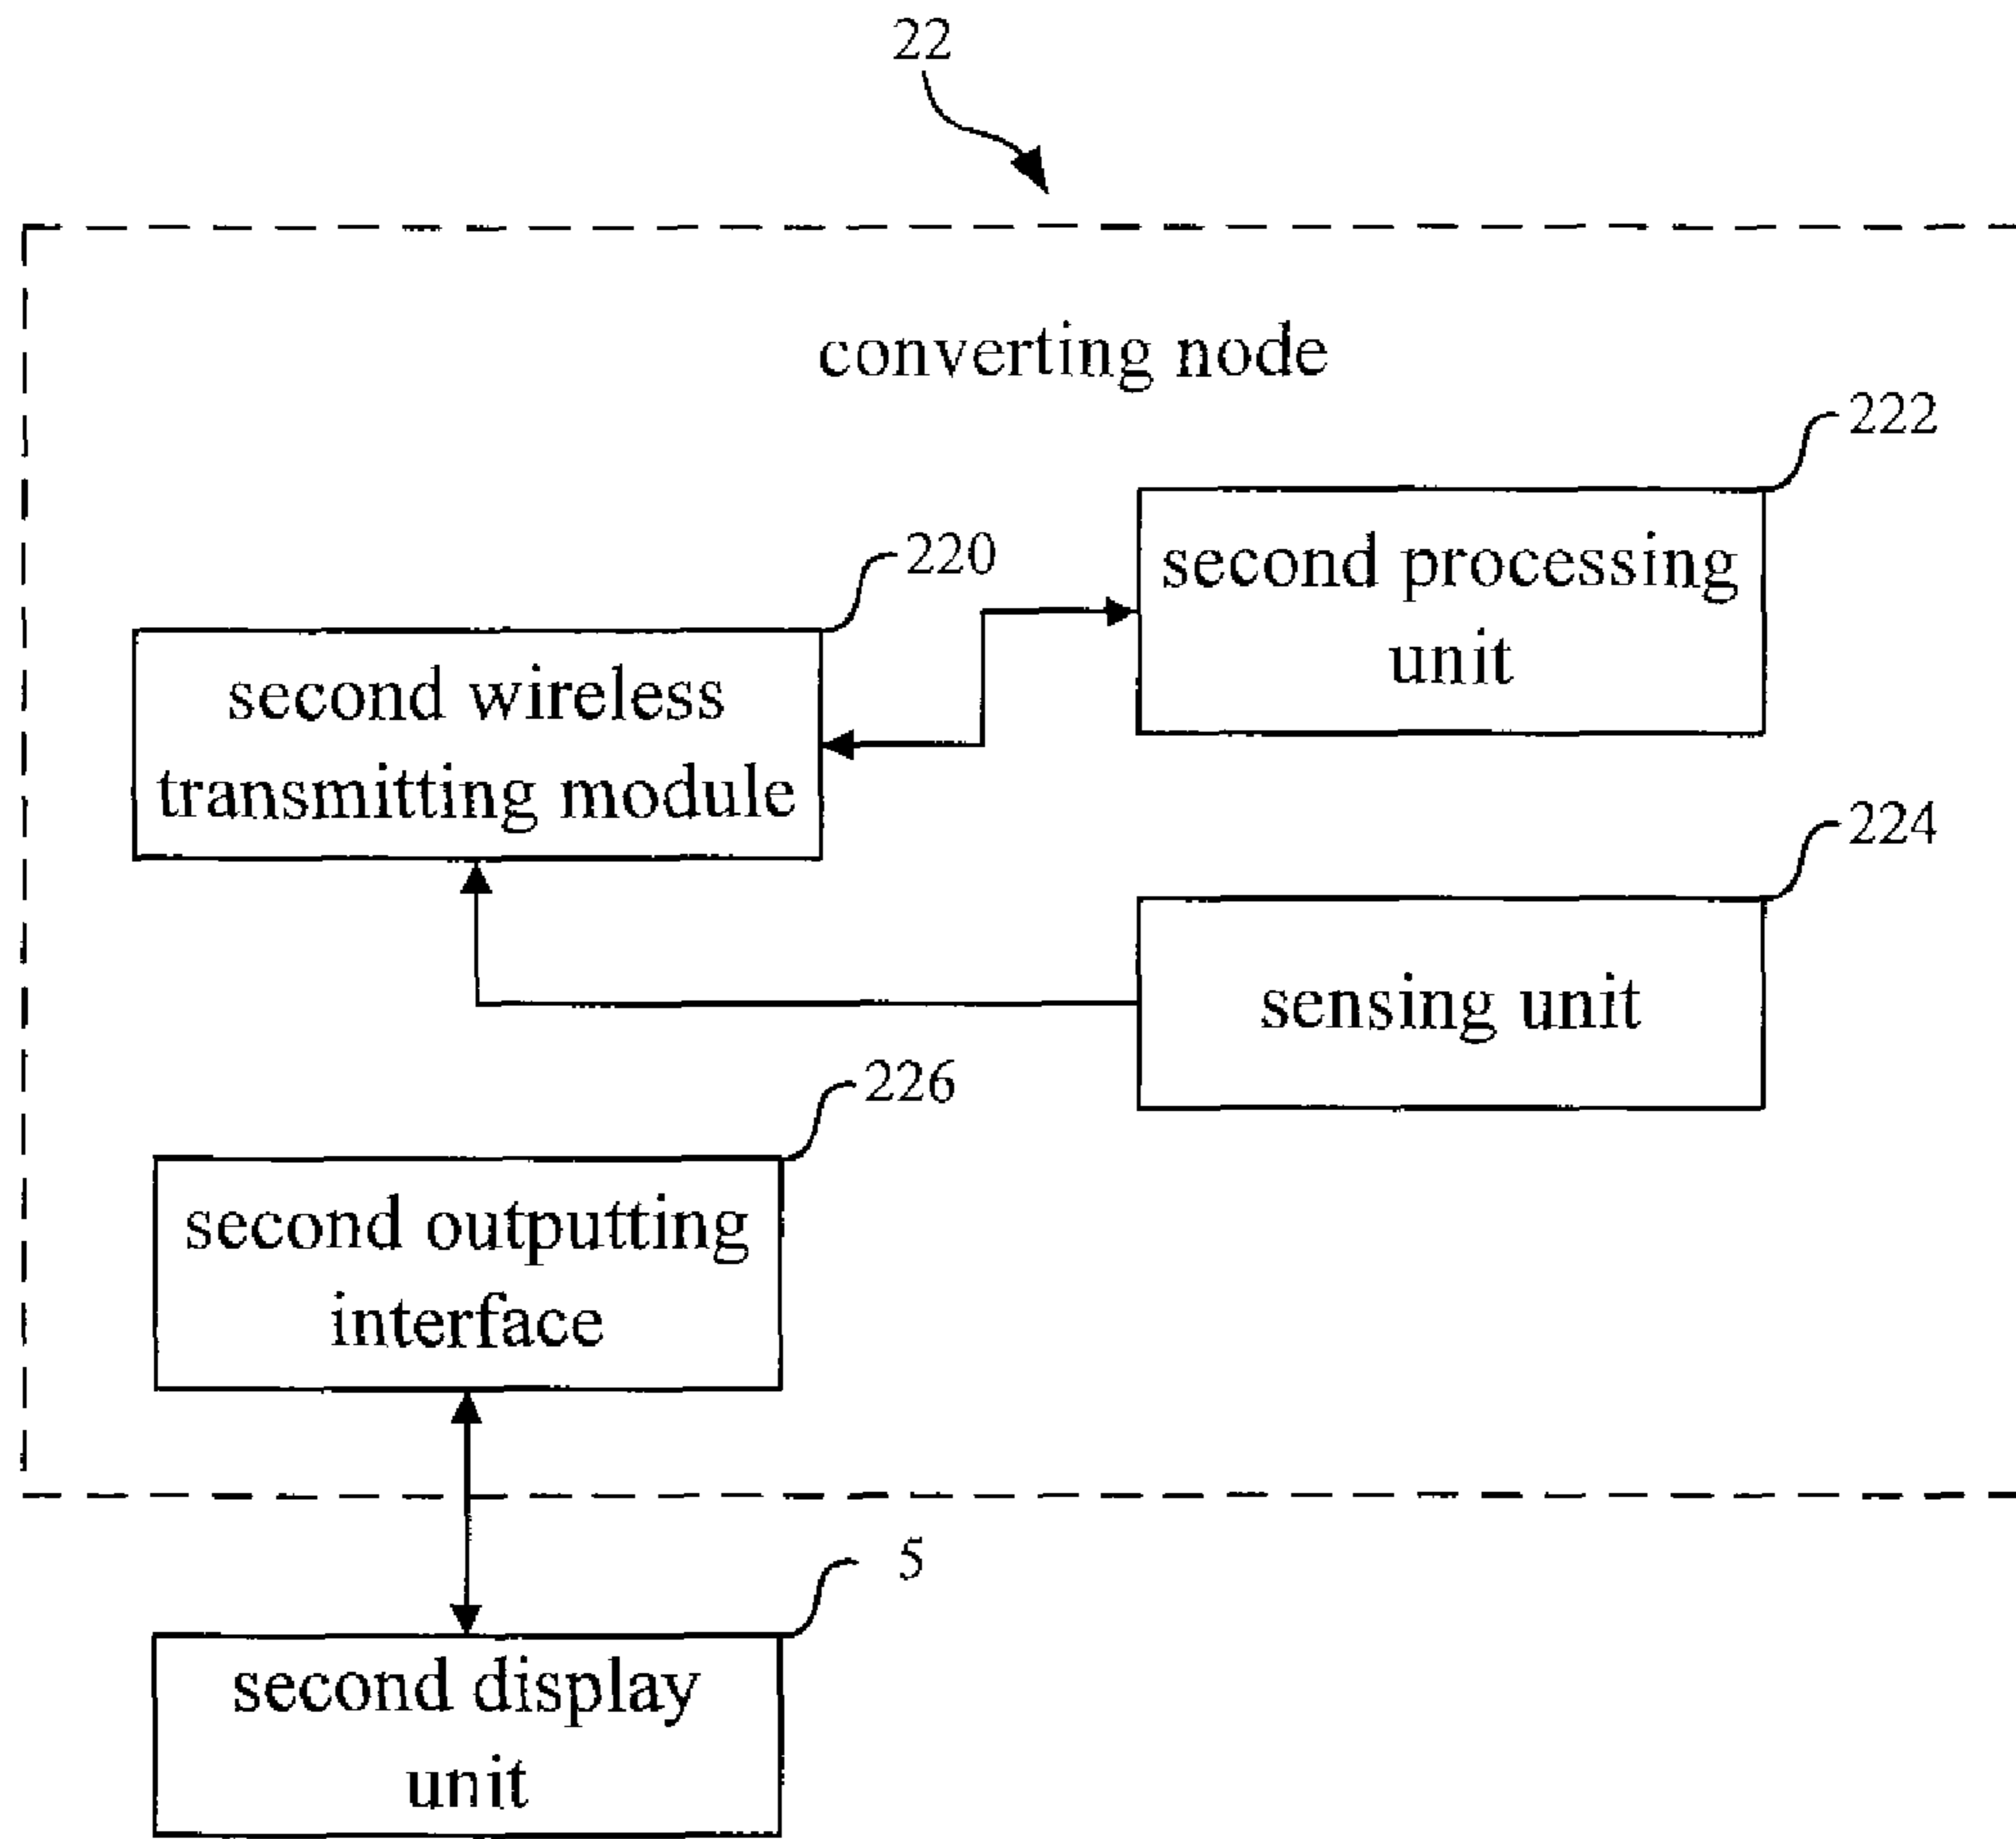 22
converting node
222
second processing
unit
220
second wireless
transmitting module
224
sensing unit
226
second outputting
interface
5
second display
unit